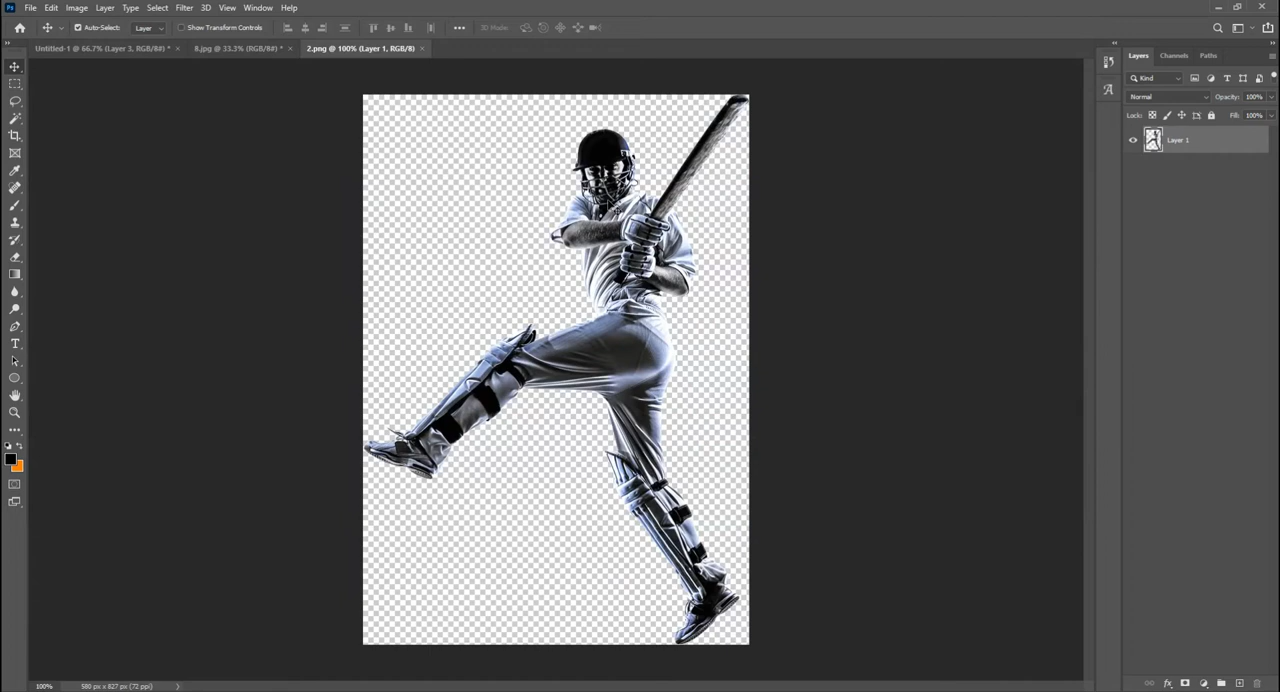 Ps File Edit Image Layer Type Select Filter 3D View Window Help
Auto-Select: Layer Show Transform Controls 3D Mode:
Untitled-1 @ 66.7% (Layer 3, RGB/8#) * × 8.jpg @ 33.3% (RGB/8#) * × 2.png @ 100% (Layer 1, RGB/8) ×
Layers Channels Paths
Kind
Normal Opacity: 100%
Lock: Fill: 100%
Layer 1
100% 580 px x 827 px (72 ppi)